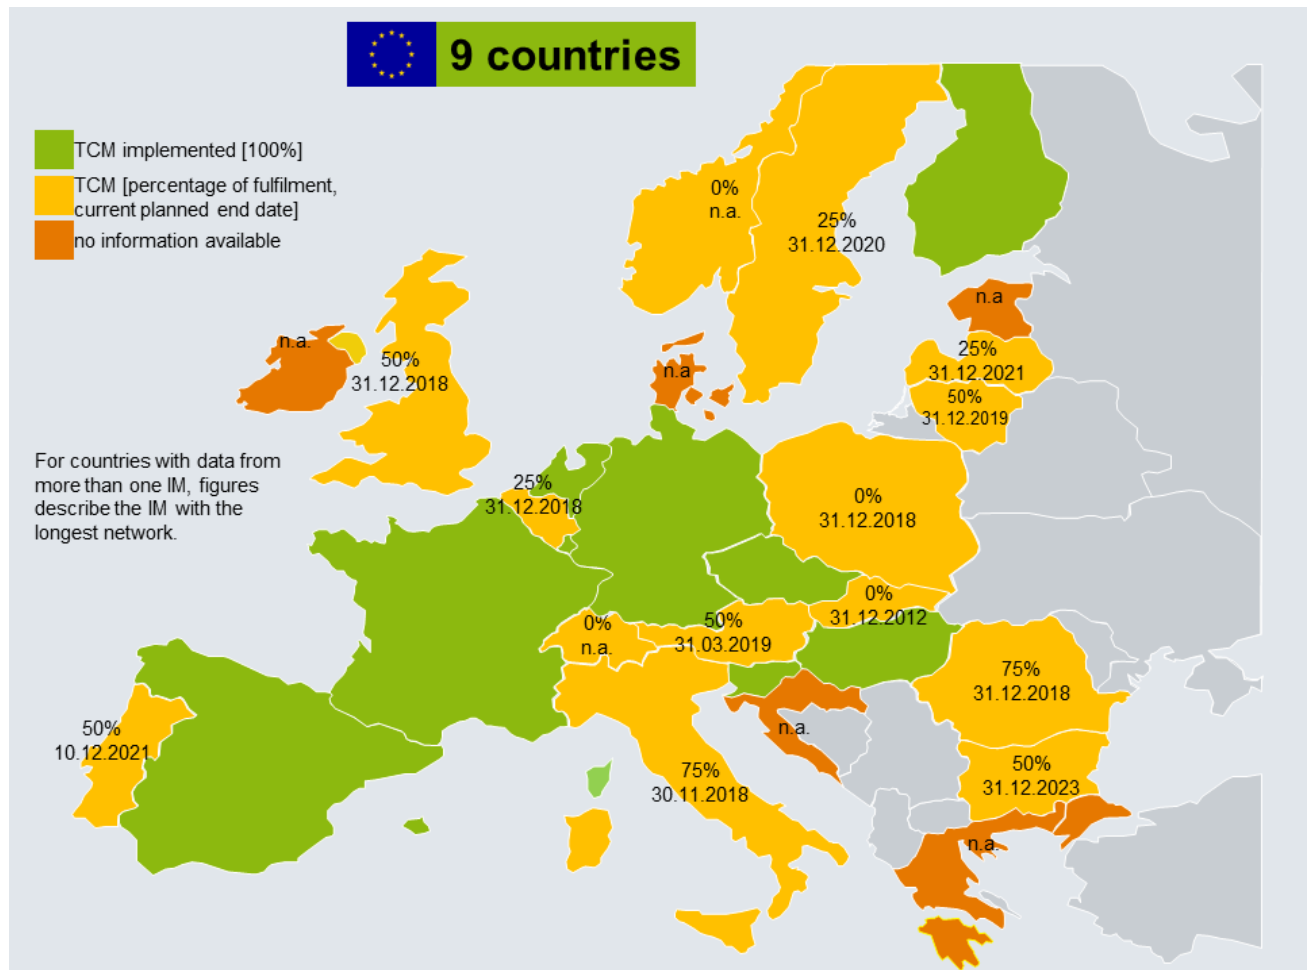 9 countries
TCM implemented [100%]
TCM [percentage of fulfilment,
current planned end date]
no information available
0%
n.a.
25%
31.12.2020
n.a
n.a.
50%
31.12.2018
n.a
25%
31.12.2021
50%
31.12.2019
For countries with data from
more than one IM, figures
describe the IM with the
longest network.
25%
31.12.2018
0%
31.12.2018
0%
31.12.2012
0%
n.a.
50%
31.03.2019
75%
31.12.2018
50%
10.12.2021
n.a.
75%
30.11.2018
50%
31.12.2023
n.a.